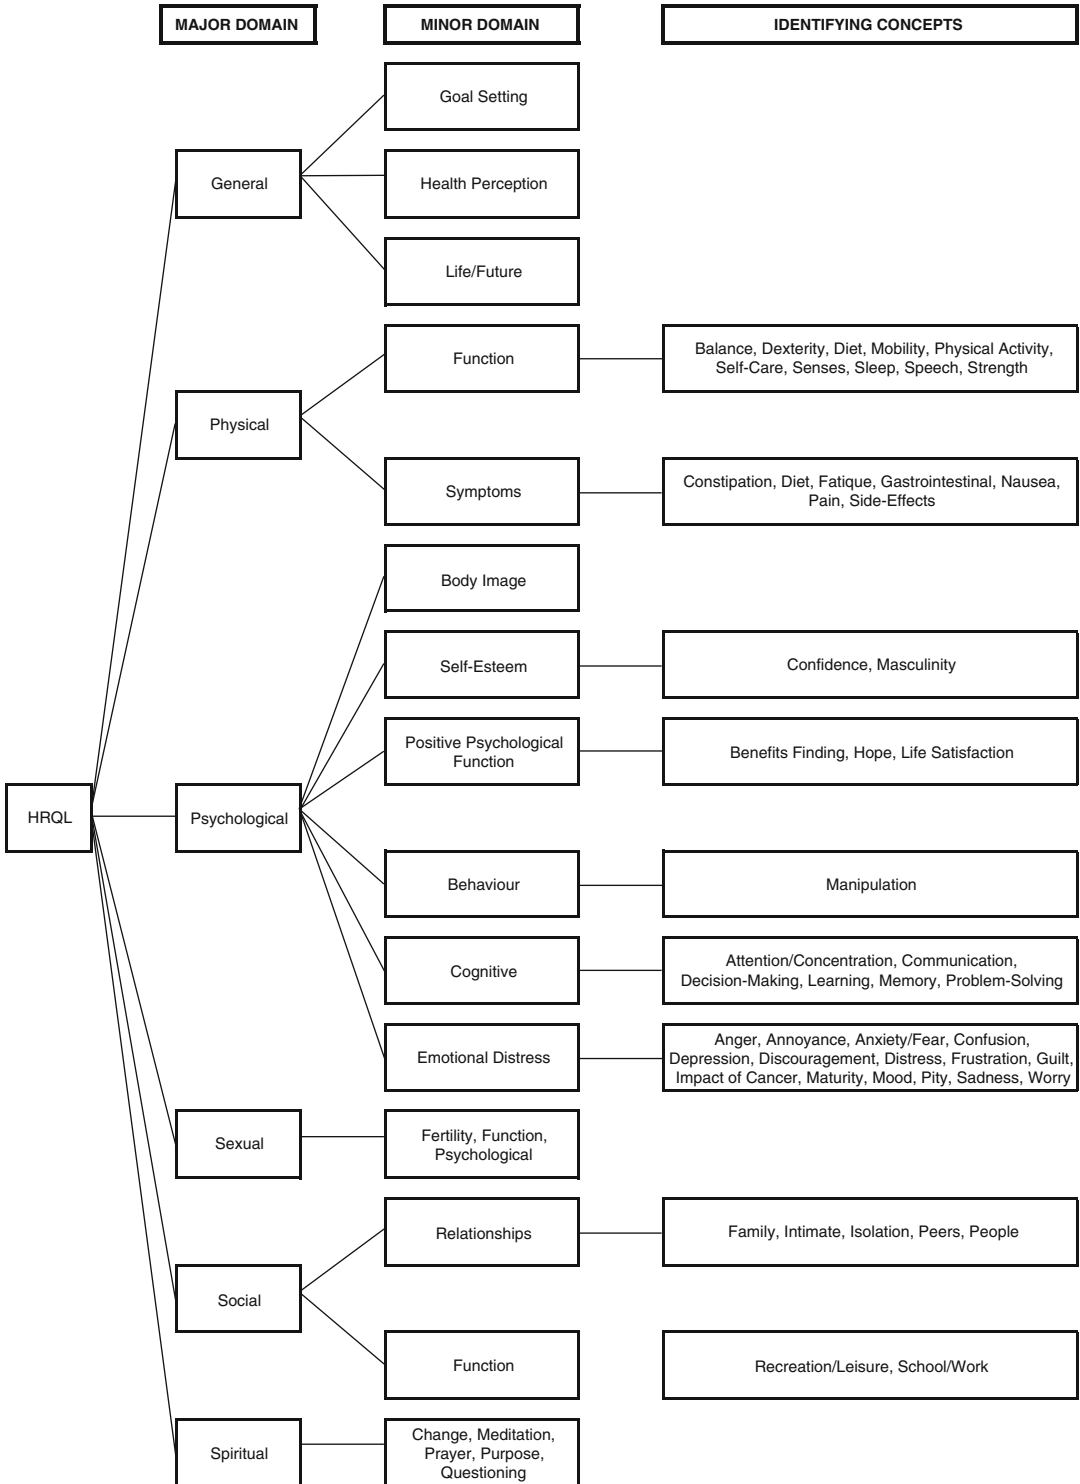 MAJOR DOMAIN
MINOR DOMAIN
IDENTIFYING CONCEPTS
Goal Setting
General
Health Perception
Life/Future
Function
Balance, Dexterity, Diet, Mobility, Physical Activity,
Self-Care, Senses, Sleep, Speech, Strength
Physical
Symptoms
Constipation, Diet, Fatique, Gastrointestinal, Nausea,
Pain, Side-Effects
Body Image
Self-Esteem
Confidence, Masculinity
Positive Psychological
Function
Benefits Finding, Hope, Life Satisfaction
HRQL
Psychological
Behaviour
Manipulation
Cognitive
Attention/Concentration, Communication,
Decision-Making, Learning, Memory, Problem-Solving
Emotional Distress
Anger, Annoyance, Anxiety/Fear, Confusion,
Depression, Discouragement, Distress, Frustration, Guilt,
Impact of Cancer, Maturity, Mood, Pity, Sadness, Worry
Sexual
Fertility, Function,
Psychological
Relationships
Family, Intimate, Isolation, Peers, People
Social
Function
Recreation/Leisure, School/Work
Spiritual
Change, Meditation,
Prayer, Purpose,
Questioning